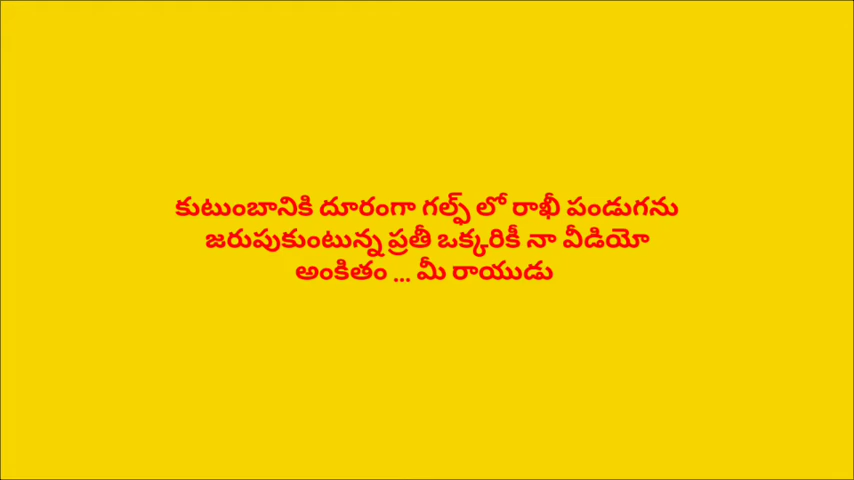 కుటుంబానికి దూరంగా గల్ఫ్ లో రాఖీ పండుగను
జరుపుకుంటున్న ప్రతీ ఒక్కరికీ నా వీడియో
అంకితం ... మీ రాయుడు